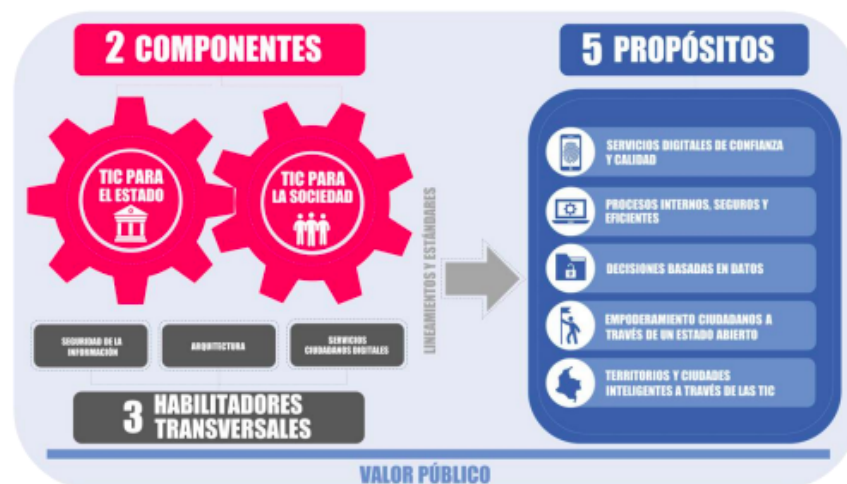 2 COMPONENTES
TIC PARA
EL ESTADO
TIC PARA
LA SOCIEDAD
SEGURIDAD DE LA
INFORMACIÓN
ARQUITECTURA
SERVICIOS
CIUDADANOS DIGITALES
3 HABILITADORES
TRANSVERSALES
LINEAMIENTOS Y ESTÁNDARES
5 PROPÓSITOS
SERVICIOS DIGITALES DE CONFIANZA
Y CALIDAD
PROCESOS INTERNOS, SEGUROS Y
EFICIENTES
DECISIONES BASADAS EN DATOS
EMPODERAMIENTO CIUDADANOS A
TRAVÉS DE UN ESTADO ABIERTO
TERRITORIOS Y CIUDADES
INTELIGENTES A TRAVÉS DE LAS TIC
VALOR PÚBLICO